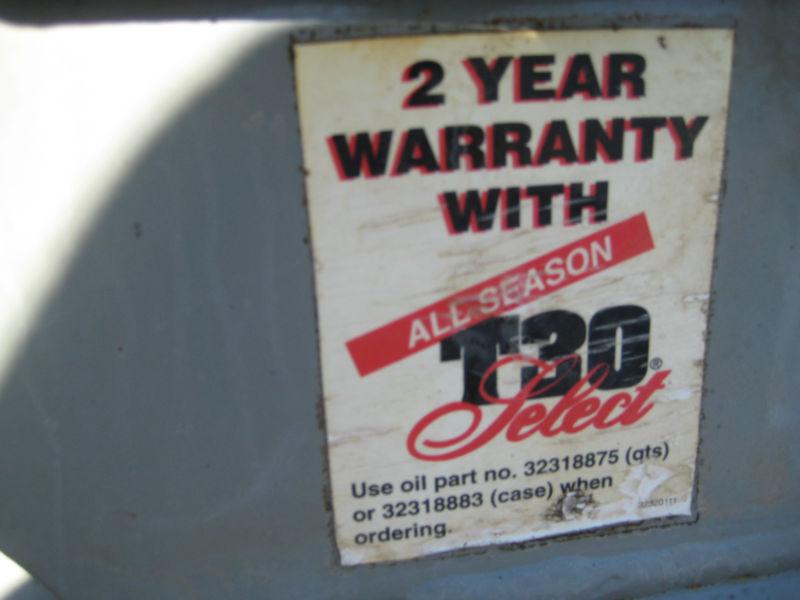 2 YEAR
WARRANTY
WITH
ALL SEASON
T30
Select®
Use oil part no. 32318875 (qts)
or 32318883 (case) when
ordering.
32320111